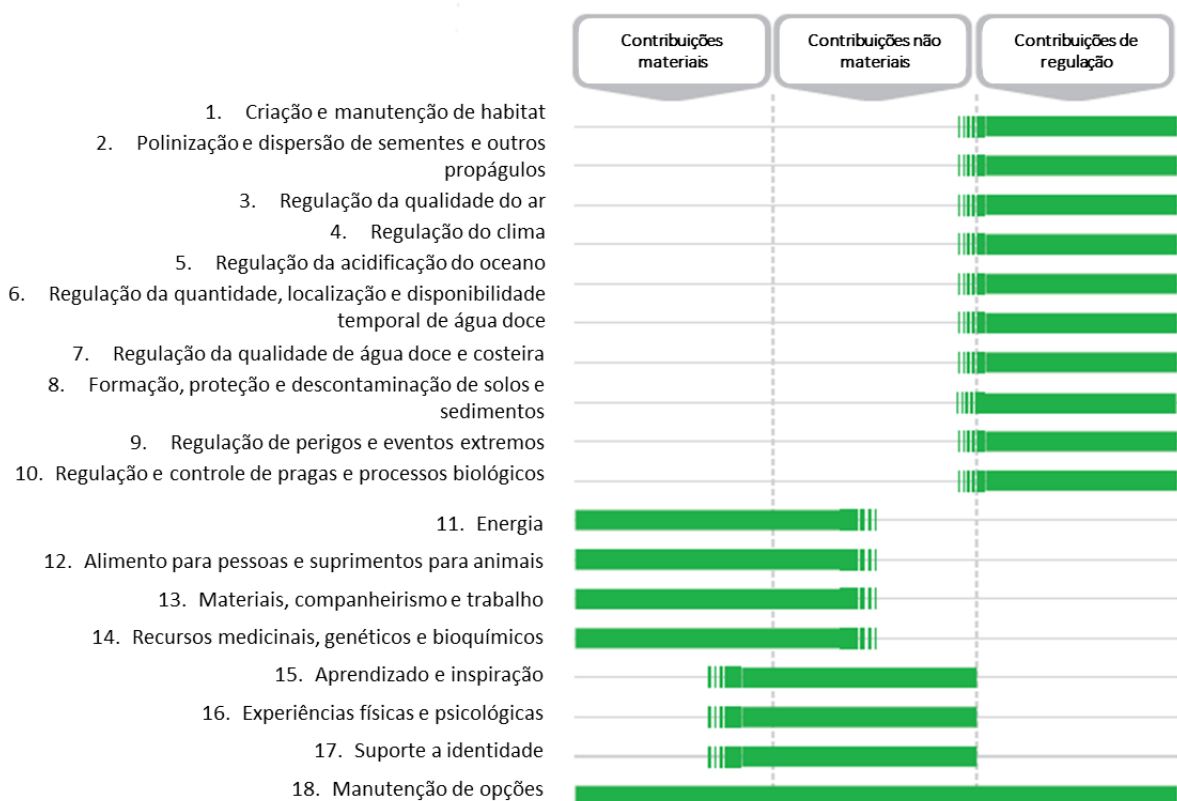 Contribuições
materiais
Contribuições não
materiais
Contribuições de
regulação
1. Criação e manutenção de habitat
2. Polinização e dispersão de sementes e outros
propágulos
3. Regulação da qualidade do ar
4. Regulação do clima
5. Regulação da acidificação do oceano
6. Regulação da quantidade, localização e disponibilidade
temporal de água doce
7. Regulação da qualidade de água doce e costeira
8. Formação, proteção e descontaminação de solos e
sedimentos
9. Regulação de perigos e eventos extremos
10. Regulação e controle de pragas e processos biológicos
11. Energia
12. Alimento para pessoas e suprimentos para animais
13. Materiais, companheirismo e trabalho
14. Recursos medicinais, genéticos e bioquímicos
15. Aprendizado e inspiração
16. Experiências físicas e psicológicas
17. Suporte a identidade
18. Manutenção de opções